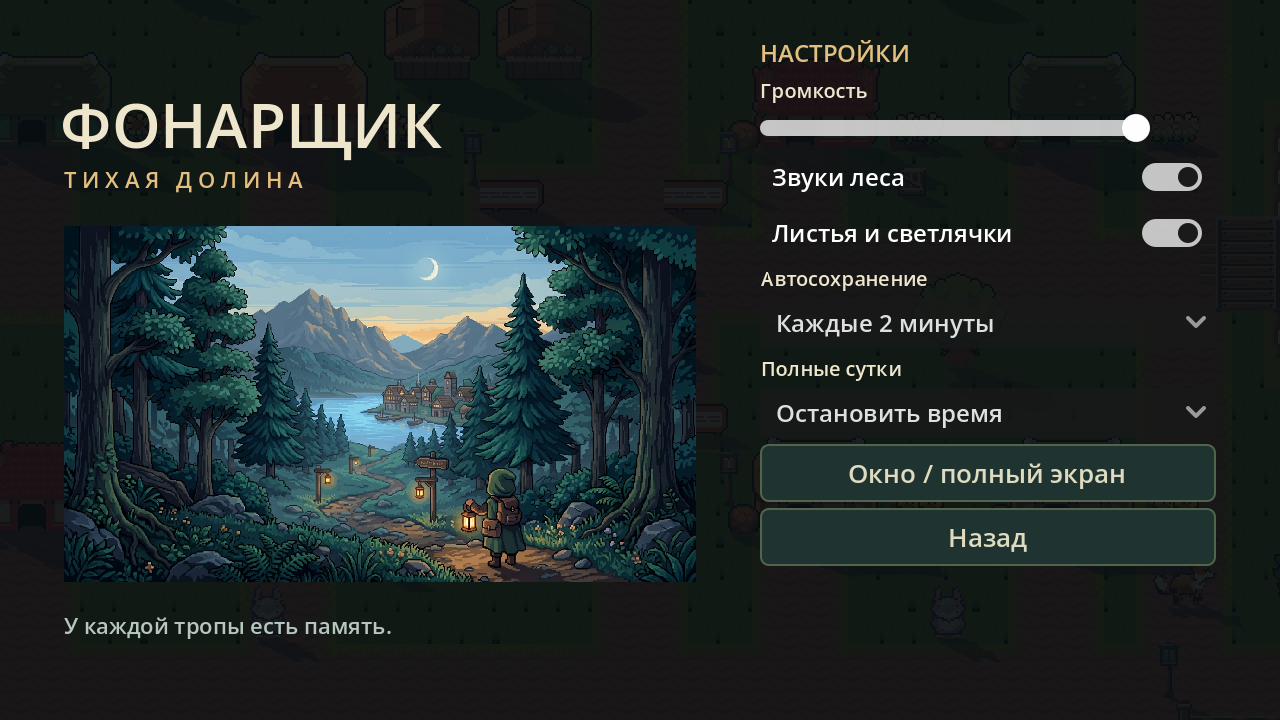 ФОНАРЩИК
ТИХАЯ ДОЛИНА
У каждой тропы есть память.
НАСТРОЙКИ
Громкость
Звуки леса
Листья и светлячки
Автосохранение
Каждые 2 минуты
Полные сутки
Остановить время
Окно / полный экран
Назад